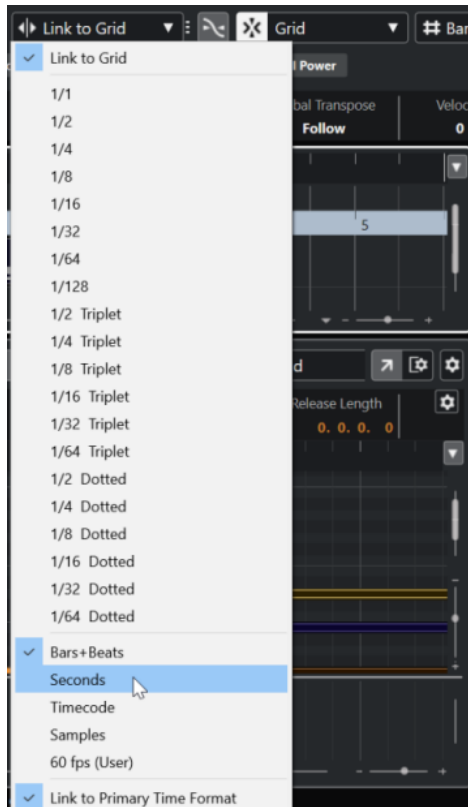 Link to Grid
Grid
Bar
Link to Grid
l Power
1/1
bal Transpose
Veloc
1/2
Follow
0
1/4
1/8
1/16
5
1/32
1/64
1/128
1/2 Triplet
1/4 Triplet
d
1/8 Triplet
1/16 Triplet
Release Length
1/32 Triplet
0. 0. 0. 0
1/64 Triplet
1/2 Dotted
1/4 Dotted
1/8 Dotted
1/16 Dotted
1/32 Dotted
1/64 Dotted
Bars+Beats
Seconds
Timecode
Samples
60 fps (User)
Link to Primary Time Format